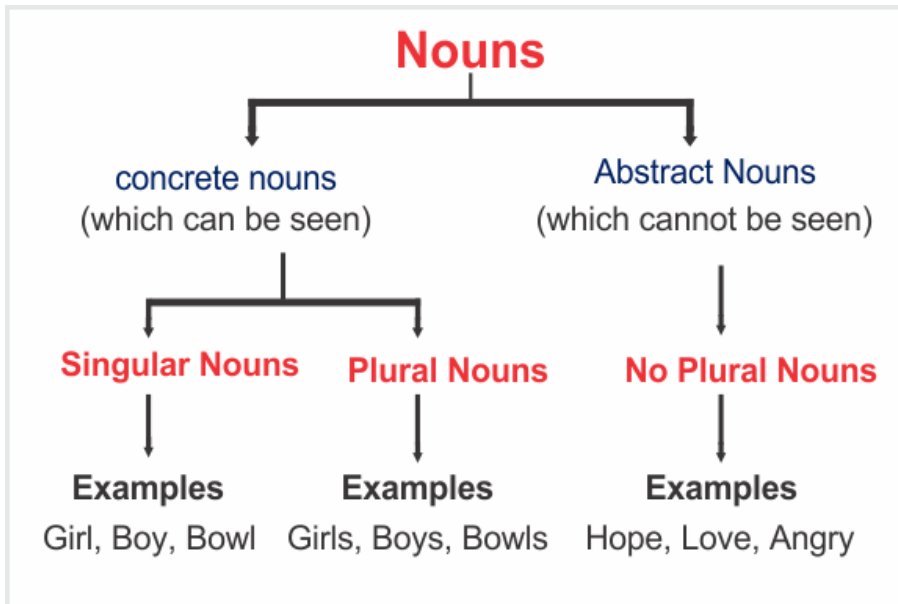 Nouns
concrete nouns
(which can be seen)
Abstract Nouns
(which cannot be seen)
Singular Nouns
Plural Nouns
No Plural Nouns
Examples
Girl, Boy, Bowl
Examples
Girls, Boys, Bowls
Examples
Hope, Love, Angry